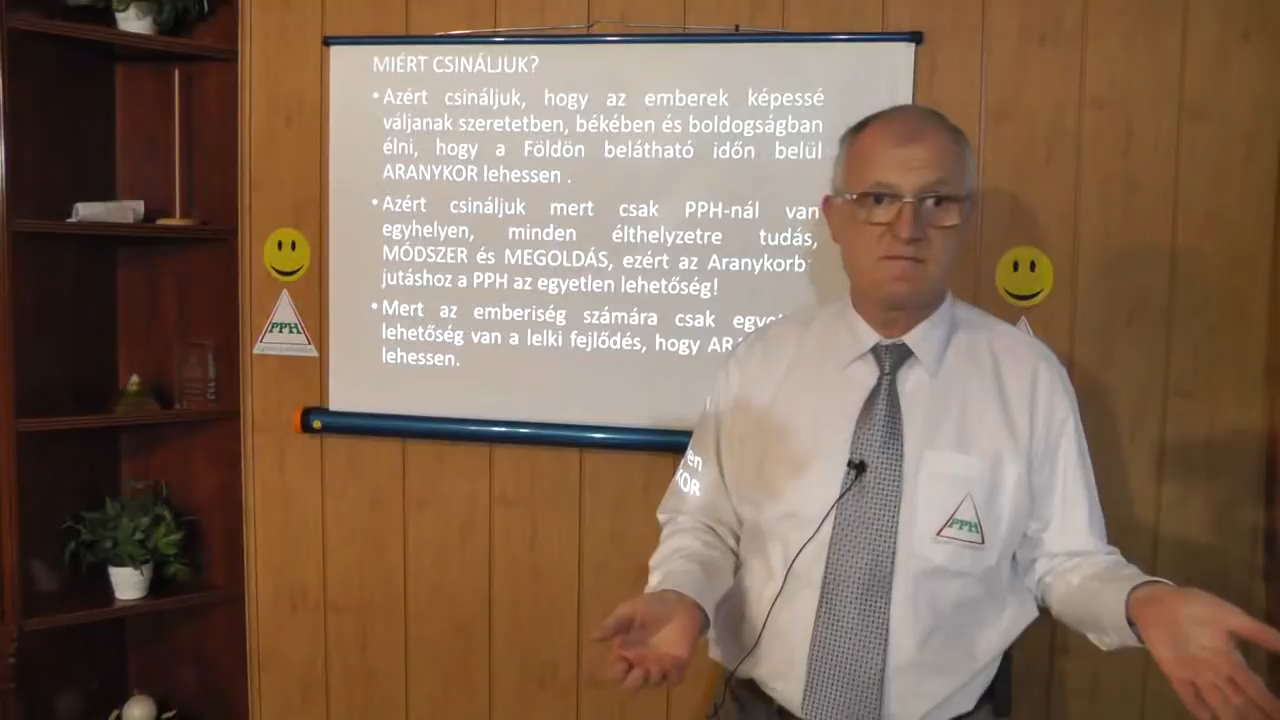 MIÉRT CSINÁLJUK?
• Azért csináljuk, hogy az emberek képessé
váljanak szeretetben, békében és boldogságban
élni, hogy a Földön belátható időn belül
ARANYKOR lehessen .
• Azért csináljuk mert csak PPH-nál van
egyhelyen, minden élthelyzetre tudás,
MÓDSZER és MEGOLDÁS, ezért az Aranykorb
jutáshoz a PPH az egyetlen lehetőség!
• Mert az emberiség számára csak
lehetőség van a lelki fejlődés, hogy
lehessen.
en
KOR
PPH
PPH